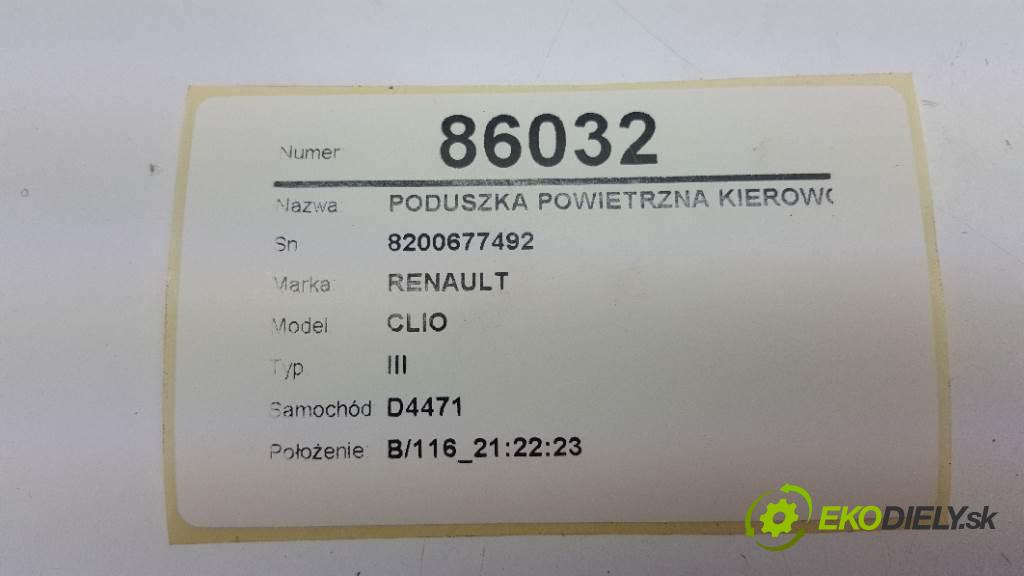 Numer 86032
Nazwa: PODUSZKA POWIETRZNA KIEROWC
Sn 8200677492
Marka: RENAULT
Model CLIO
Typ III
Samochód D4471
Położenie: B/116_21:22:23
EKODIELY.sk